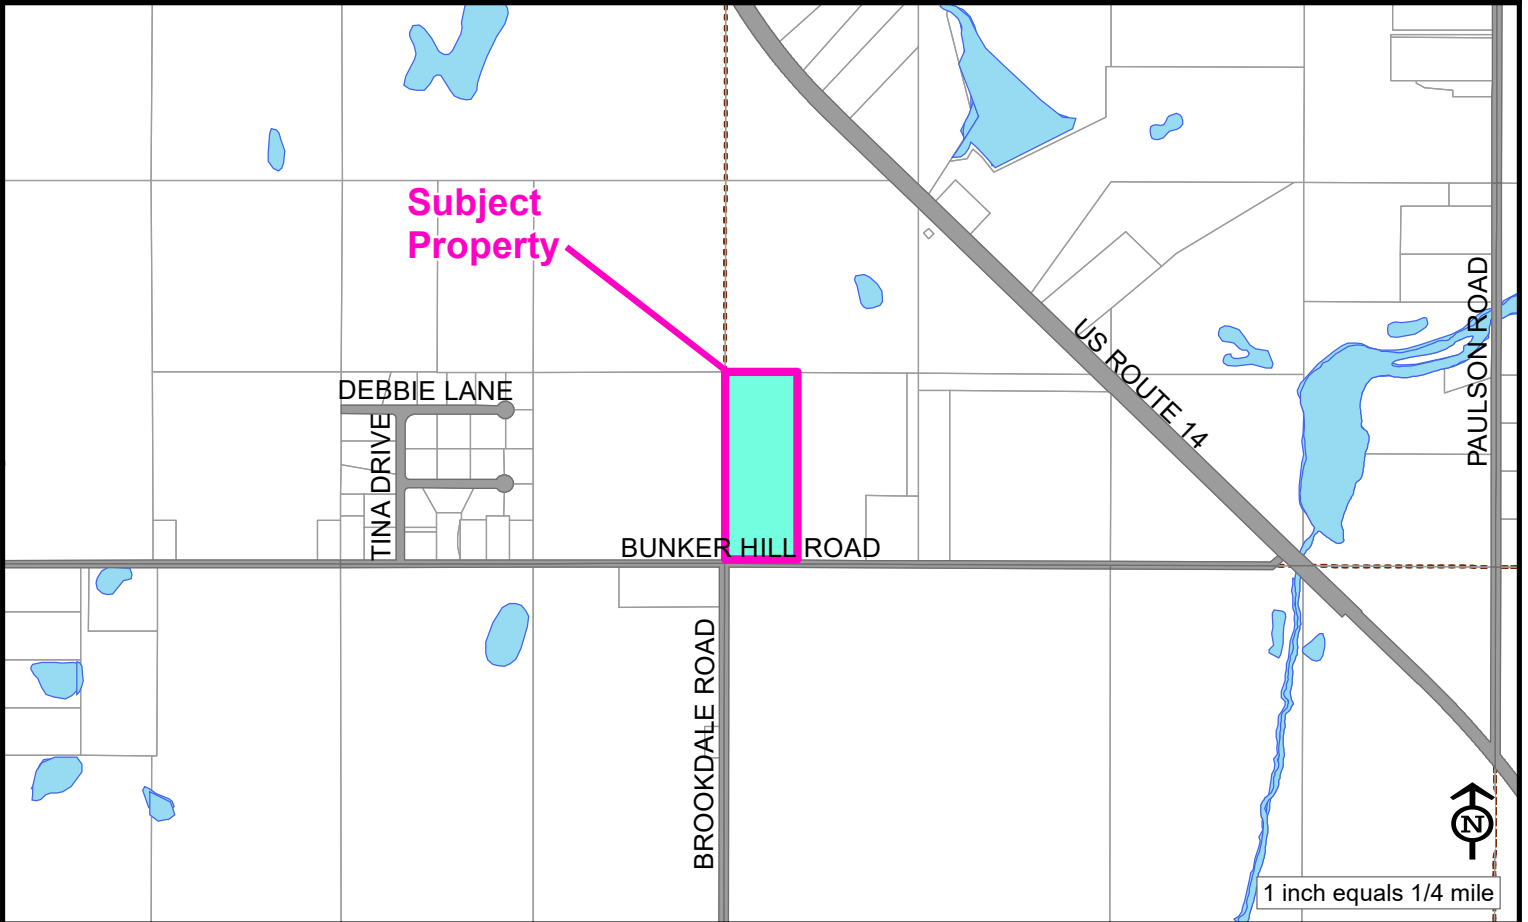 Subject
Property
DEBBIE LANE
TINA DRIVE
BUNKER HILL ROAD
BROOKDALE ROAD
US ROUTE 14
PAULSON ROAD
N
1 inch equals 1/4 mile